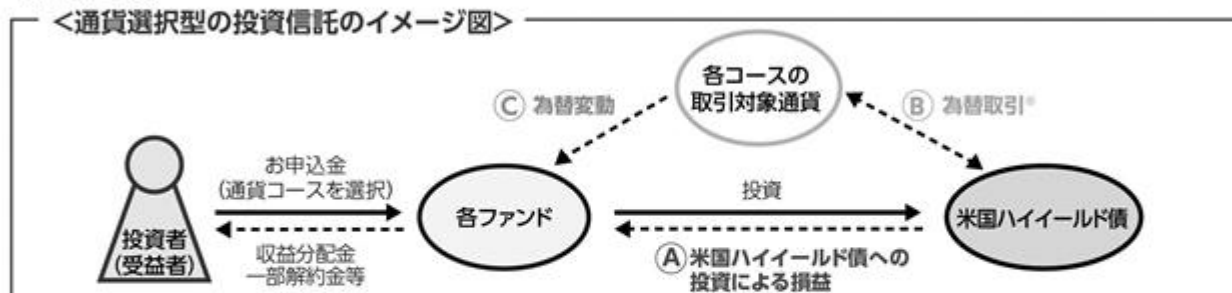 <通貨選択型の投資信託のイメージ図>
各コースの
取引対象通貨
Ⓒ 為替変動
Ⓑ 為替取引※
お申込金
(通貨コースを選択)
投資者
(受益者)
収益分配金
一部解約金等
各ファンド
投資
Ⓐ米国ハイイールド債への
投資による損益
米国ハイイールド債